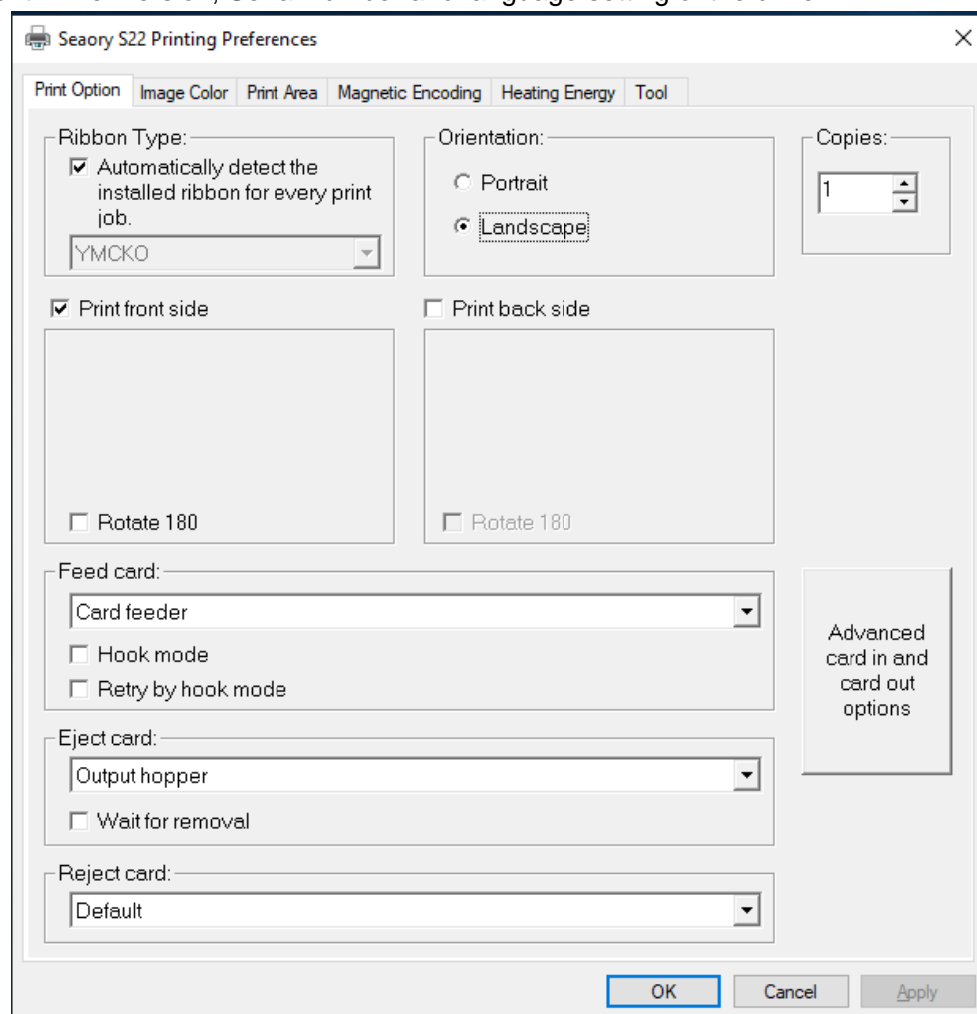 Seaory S22 Printing Preferences
Print Option Image Color Print Area Magnetic Encoding Heating Energy Tool
Ribbon Type:
Automatically detect the
installed ribbon for every print
job.
YMCKO
Orientation:
Portrait
Landscape
Copies:
1
Print front side
Rotate 180
Print back side
Rotate 180
Feed card:
Card feeder
Hook mode
Retry by hook mode
Advanced
card in and
card out
options
Eject card:
Output hopper
Wait for removal
Reject card:
Default
OK Cancel Apply